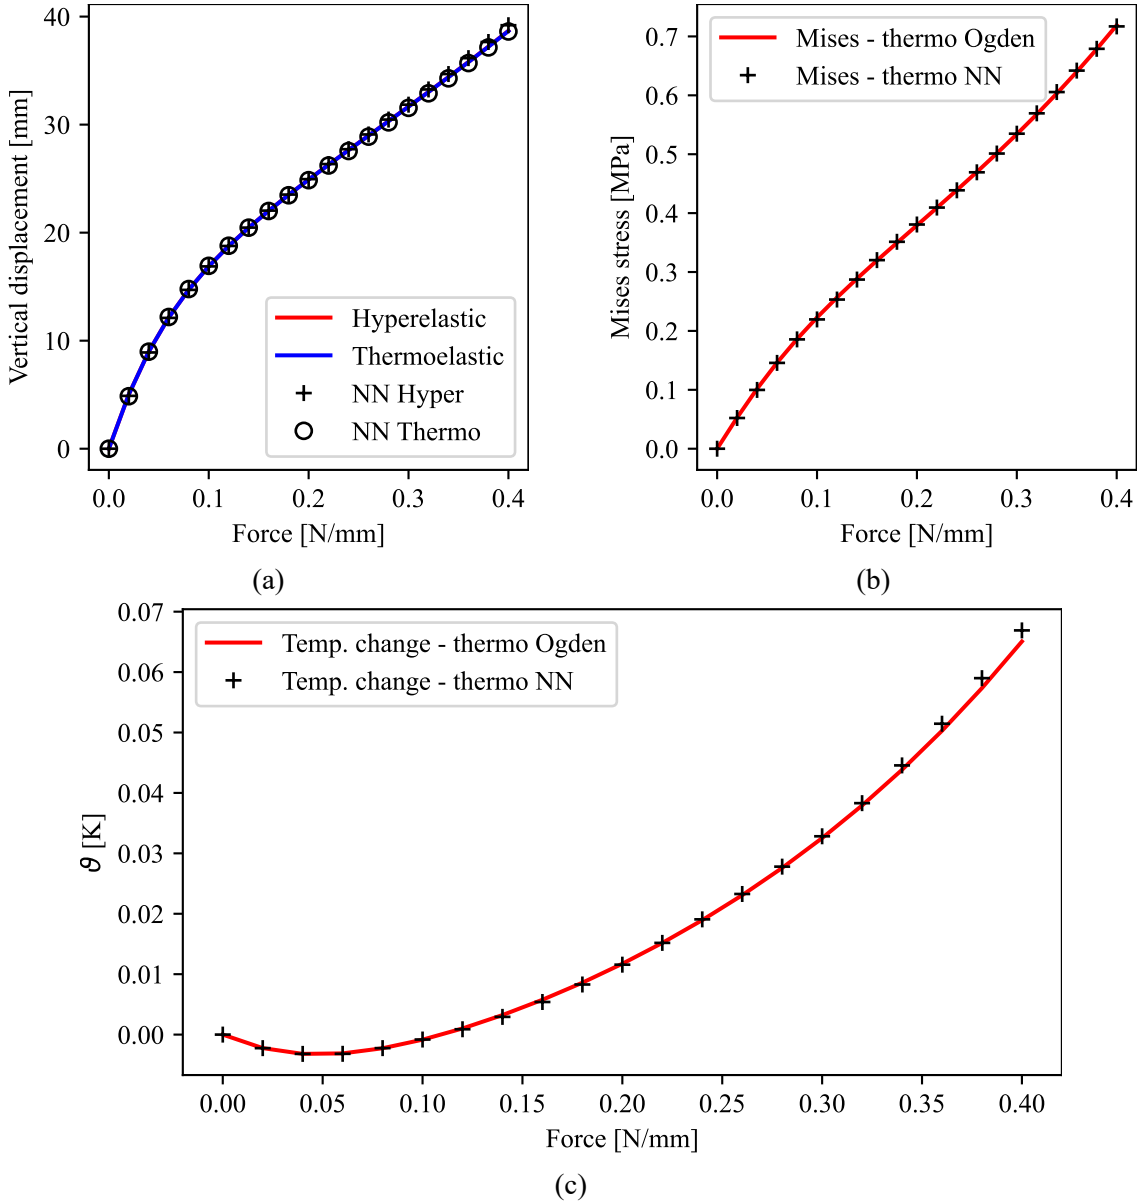 40
30
20
10
0
Vertical displacement [mm]
Hyperelastic
Thermoelastic
NN Hyper
NN Thermo
0.0 0.1 0.2 0.3 0.4
Force [N/mm]
(a)
0.7
0.6
0.5
0.4
0.3
0.2
0.1
0.0
Mises stress [MPa]
Mises - thermo Ogden
Mises - thermo NN
0.0 0.1 0.2 0.3 0.4
Force [N/mm]
(b)
0.07
0.06
0.05
0.04
0.03
0.02
0.01
0.00
ϑ [K]
Temp. change - thermo Ogden
Temp. change - thermo NN
0.00 0.05 0.10 0.15 0.20 0.25 0.30 0.35 0.40
Force [N/mm]
(c)